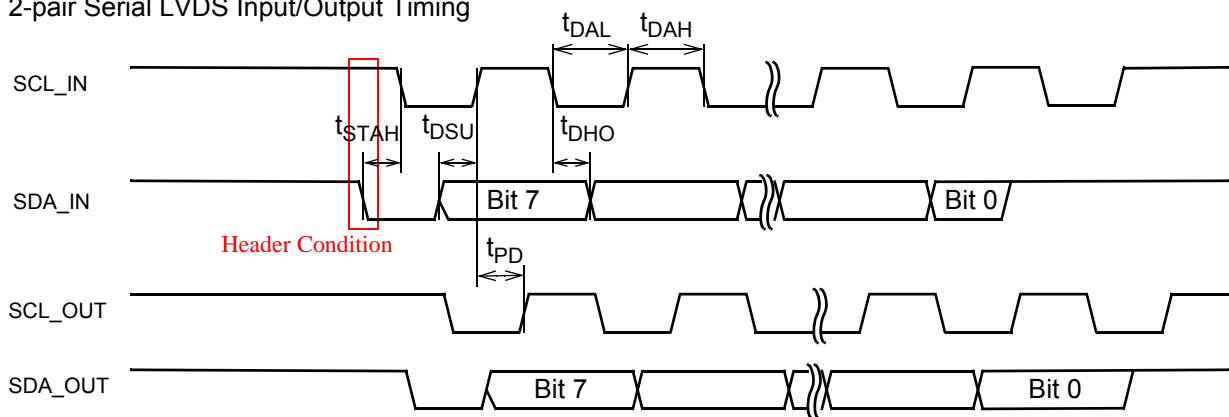 2-pair Serial LVDS Input/Output Timing
tDAL tDAH
SCL_IN
tSTAH tDSU tDHO
SDA_IN Bit 7 Bit 0
Header Condition
tPD
SCL_OUT
SDA_OUT Bit 7 Bit 0